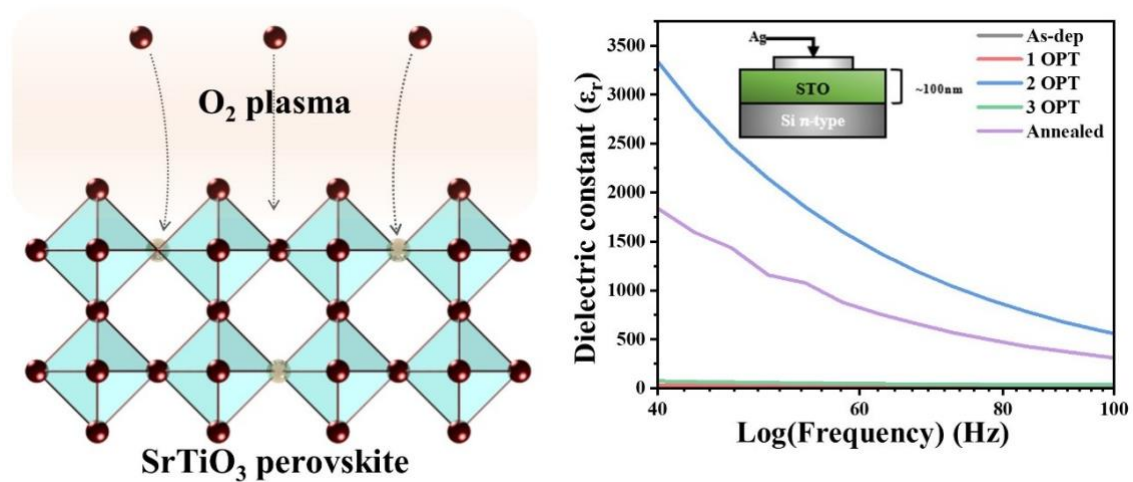 O₂ plasma
SrTiO₃ perovskite
Dielectric constant (εᵣ)
3500
3000
2500
2000
1500
1000
500
0
40
60
80
100
Log(Frequency) (Hz)
Ag
STO
~100nm
Si n-type
As-dep
1 OPT
2 OPT
3 OPT
Annealed